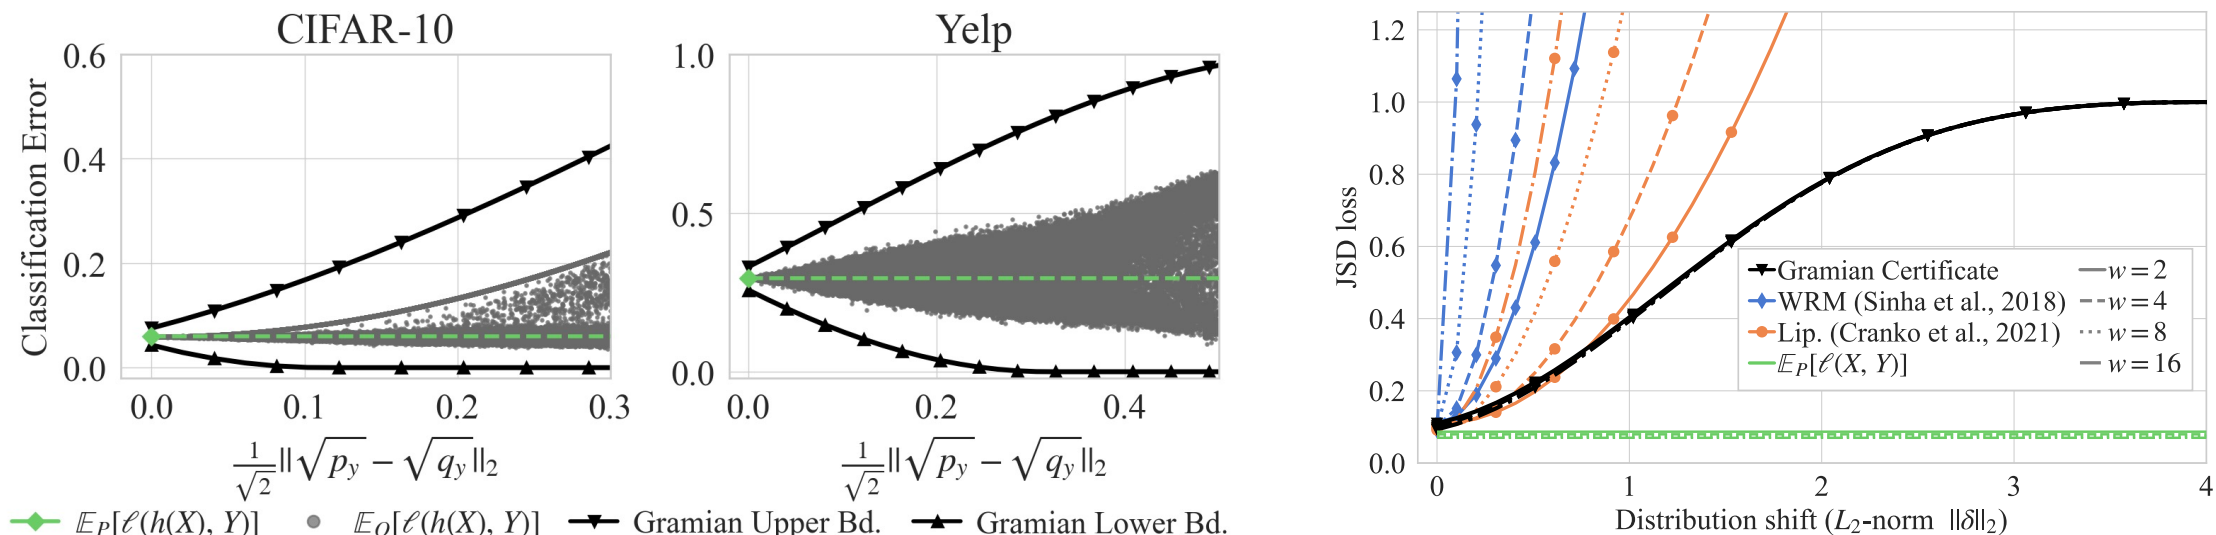 CIFAR-10
Classification Error
0.6
0.4
0.2
0.0
0.0 0.1 0.2 0.3
1/√2 ||√p_y − √q_y||_2
Yelp
1.0
0.5
0.0
0.0 0.2 0.4
1/√2 ||√p_y − √q_y||_2
𝔼_P[ℓ(h(X), Y)] 𝔼_Q[ℓ(h(X), Y)] Gramian Upper Bd. Gramian Lower Bd.
JSD loss
1.2
1.0
0.8
0.6
0.4
0.2
0.0
Gramian Certificate w = 2
WRM (Sinha et al., 2018) w = 4
Lip. (Cranko et al., 2021) w = 8
𝔼_P[ℓ(X, Y)] w = 16
0 1 2 3 4
Distribution shift (L_2-norm ||δ||_2)